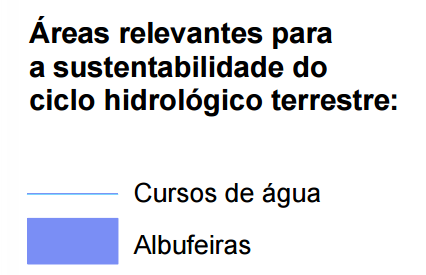 Áreas relevantes para
a sustentabilidade do
ciclo hidrológico terrestre:
Cursos de água
Albufeiras